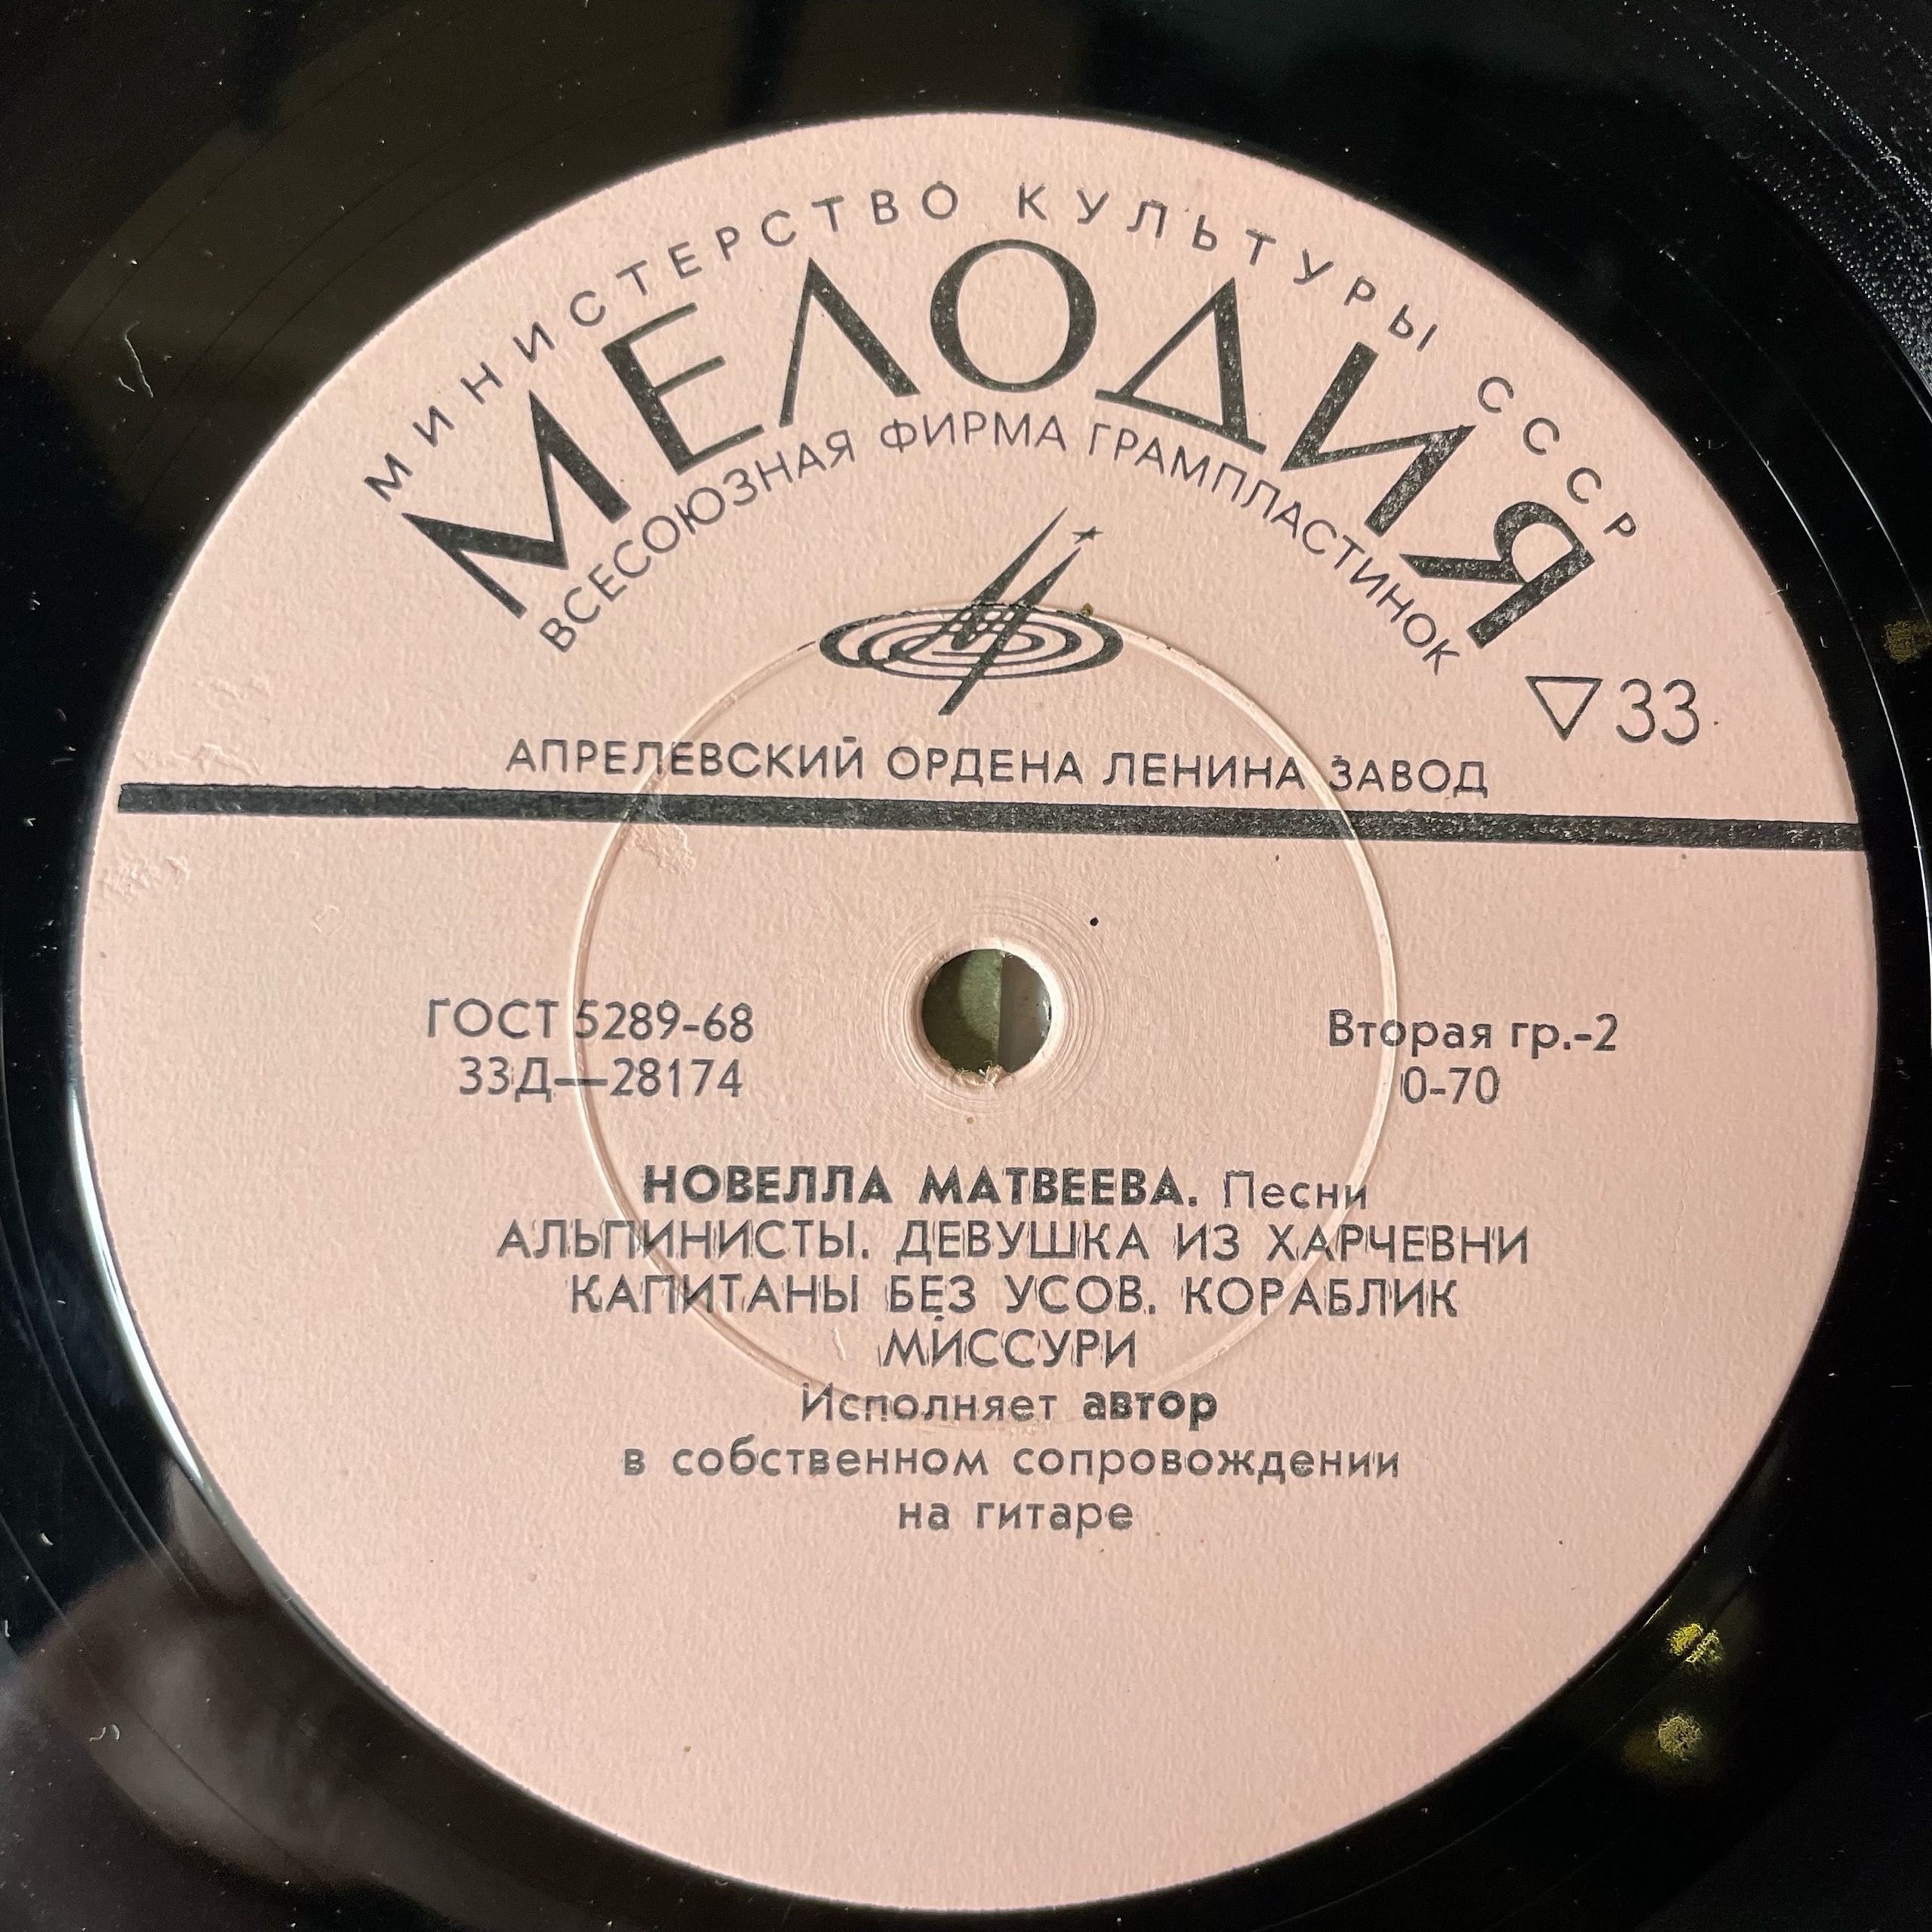 МИНИСТЕРСТВО КУЛЬТУРЫ СССР
МЕЛОДИЯ
ВСЕСОЮЗНАЯ ФИРМА ГРАМПЛАСТИНОК
▽33
АПРЕЛЕВСКИЙ ОРДЕНА ЛЕНИНА ЗАВОД
ГОСТ 5289-68
33Д—28174
Вторая гр.-2
0-70
НОВЕЛЛА МАТВЕЕВА. Песни
АЛЬПИНИСТЫ. ДЕВУШКА ИЗ ХАРЧЕВНИ
КАПИТАНЫ БЕЗ УСОВ. КОРАБЛИК
МИССУРИ
Исполняет автор
в собственном сопровождении
на гитаре